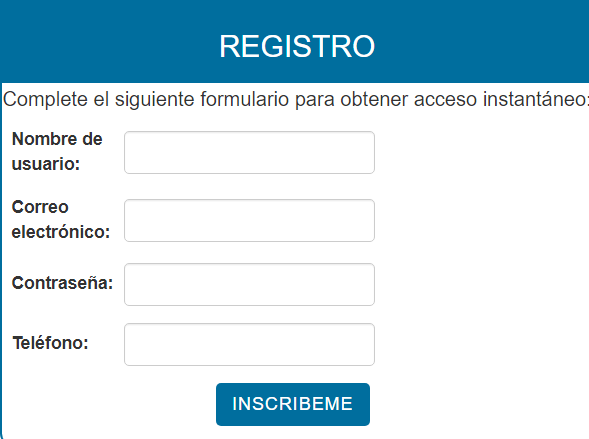 REGISTRO
Complete el siguiente formulario para obtener acceso instantáneo:
Nombre de
usuario:
Correo
electrónico:
Contraseña:
Teléfono:
INSCRIBEME